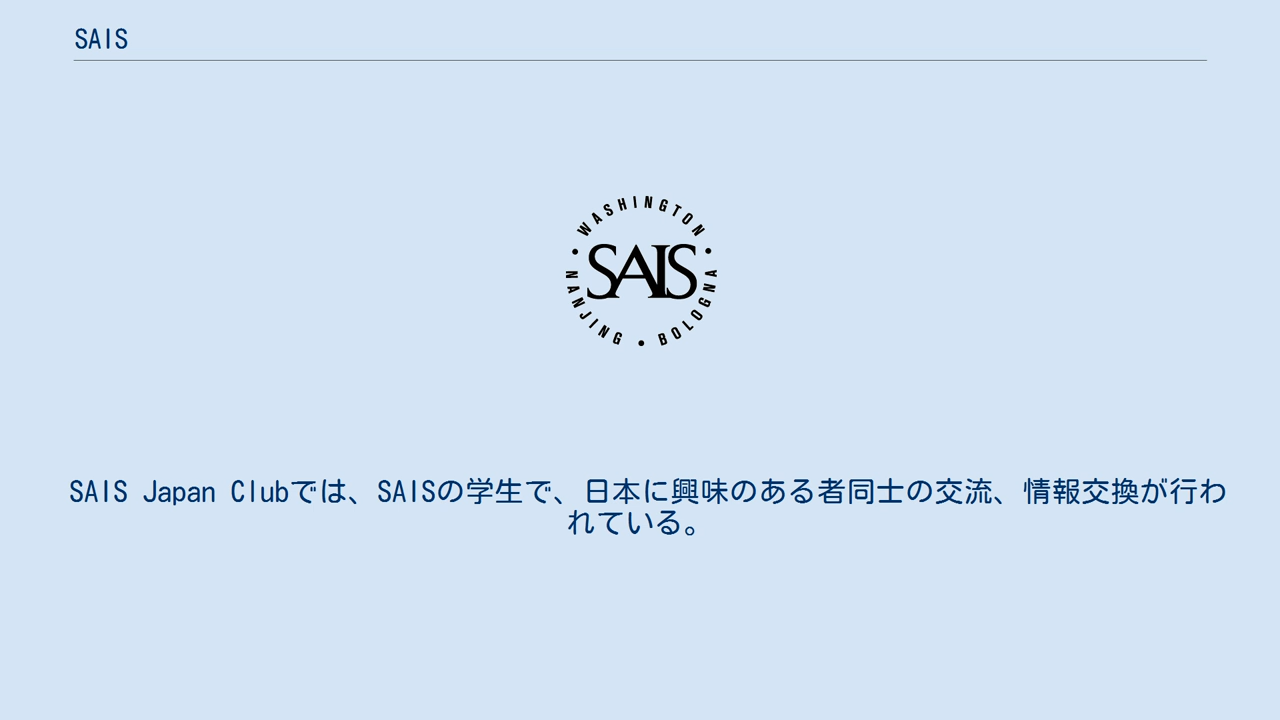 SAIS
WASHINGTON
SAIS
NANJING • BOLOGNA
SAIS Japan Clubでは、SAISの学生で、日本に興味のある者同士の交流、情報交換が行わ
れている。